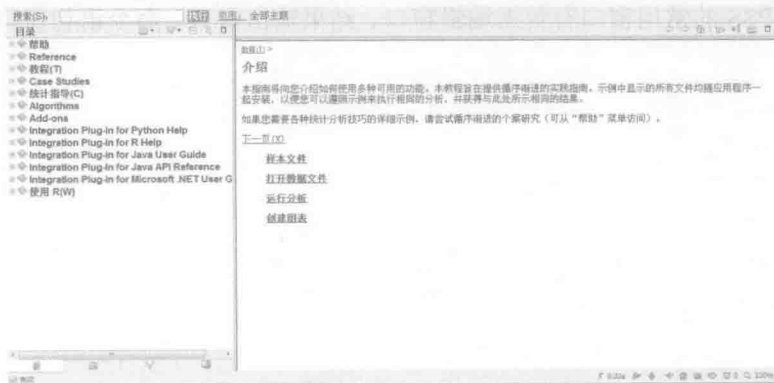 搜索(S): 执行 范围: 全部主题
目录
帮助
Reference
教程(T)
Case Studies
统计指导(C)
Algorithms
Add-ons
Integration Plug-in for Python Help
Integration Plug-in for R Help
Integration Plug-in for Java User Guide
Integration Plug-in for Java API Reference
Integration Plug-in for Microsoft .NET User G
使用 R(W)
教程(T) >
介绍
本指南将向您介绍如何使用多种可用的功能。本教程旨在提供循序渐进的实践指南。示例中显示的所有文件均随应用程序一
起安装,以便您可以遵照示例来执行相同的分析,并获得与此处所示相同的结果。
如果您需要各种统计分析技巧的详细示例,请尝试循序渐进的个案研究(可从“帮助”菜单访问)。
下一页(X)
样本文件
打开数据文件
运行分析
创建图表
完成
100%